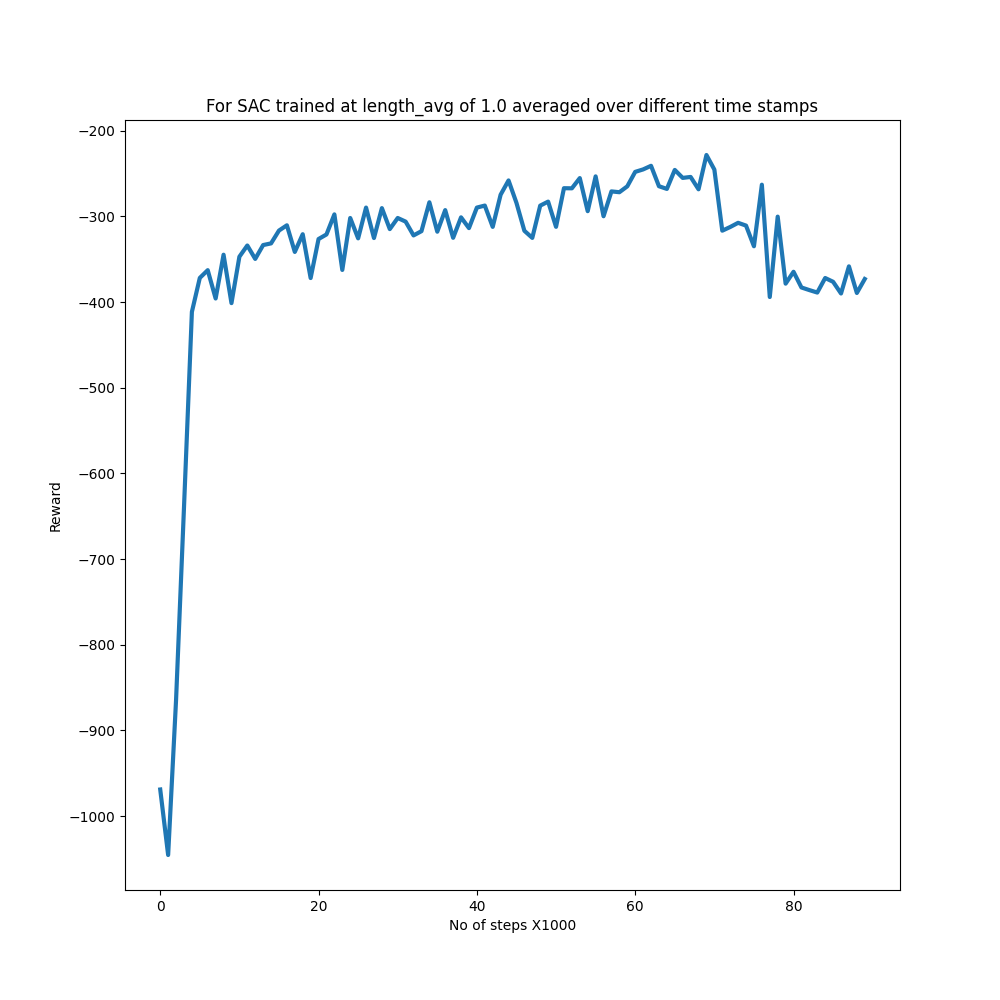 For SAC trained at length_avg of 1.0 averaged over different time stamps
−200
−300
−400
−500
−600
−700
−800
−900
−1000
Reward
0 20 40 60 80
No of steps X1000